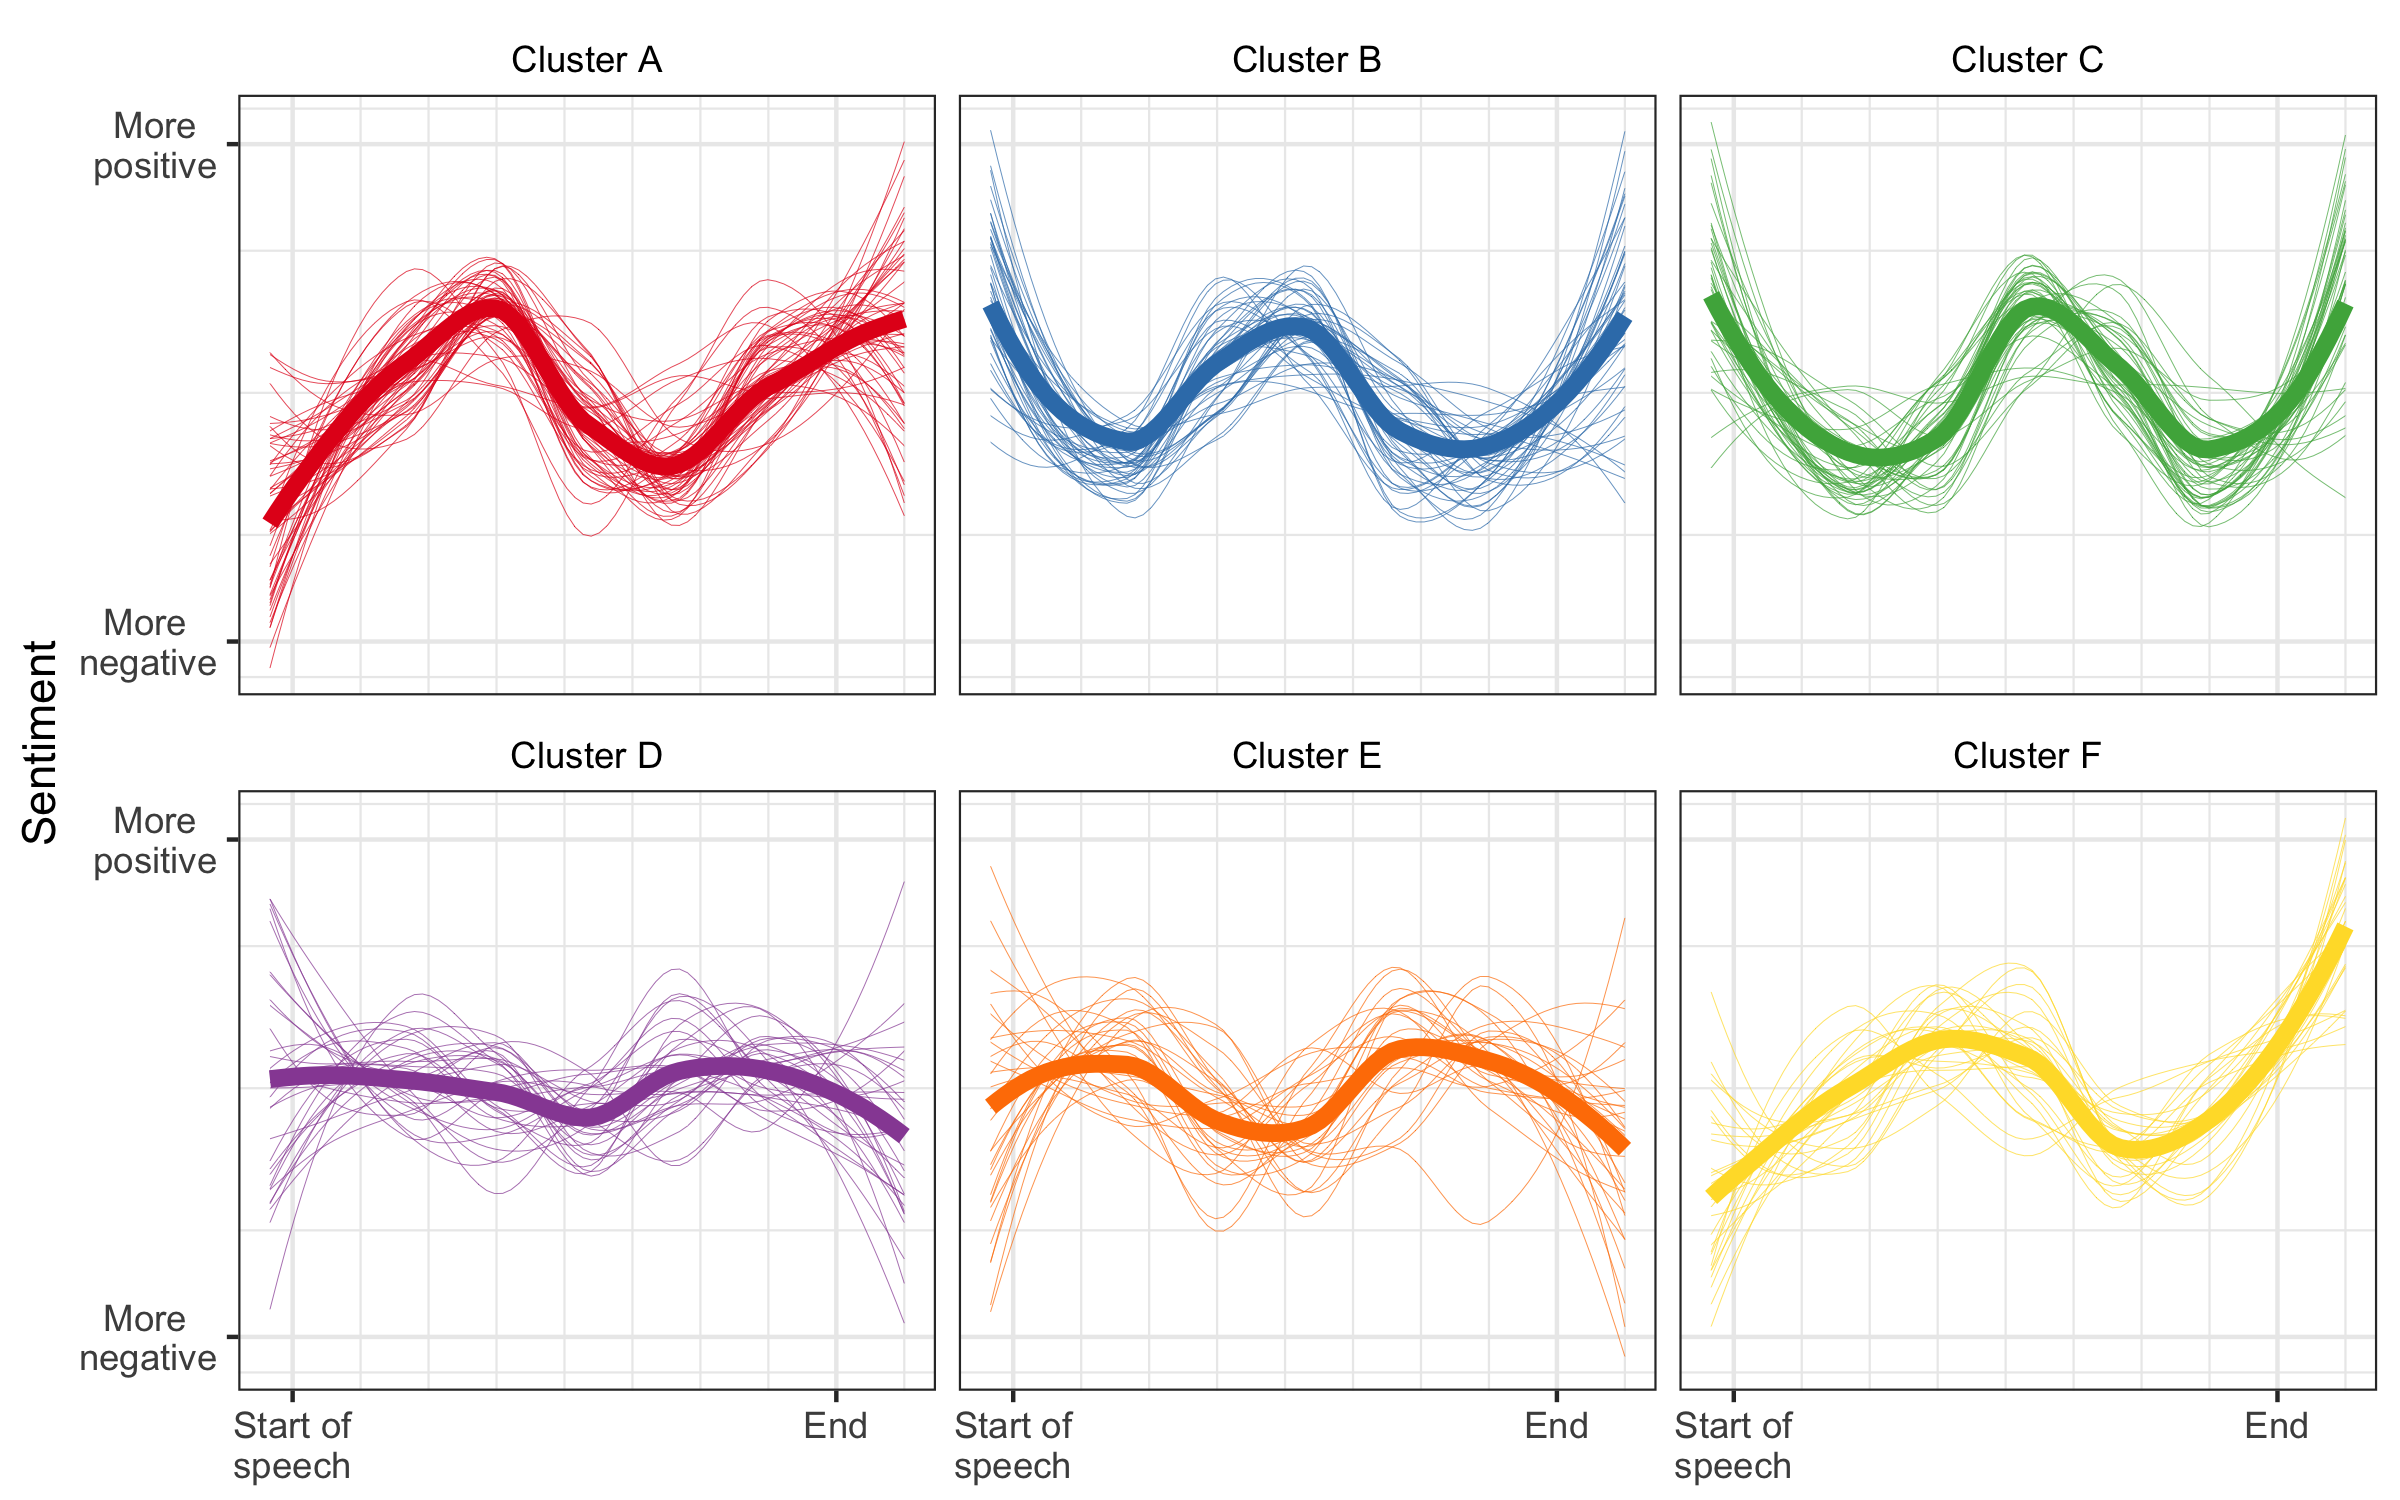 Cluster A
Cluster B
Cluster C
More
positive
More
negative
Sentiment
Cluster D
Cluster E
Cluster F
More
positive
More
negative
Start of
speech
End
Start of
speech
End
Start of
speech
End